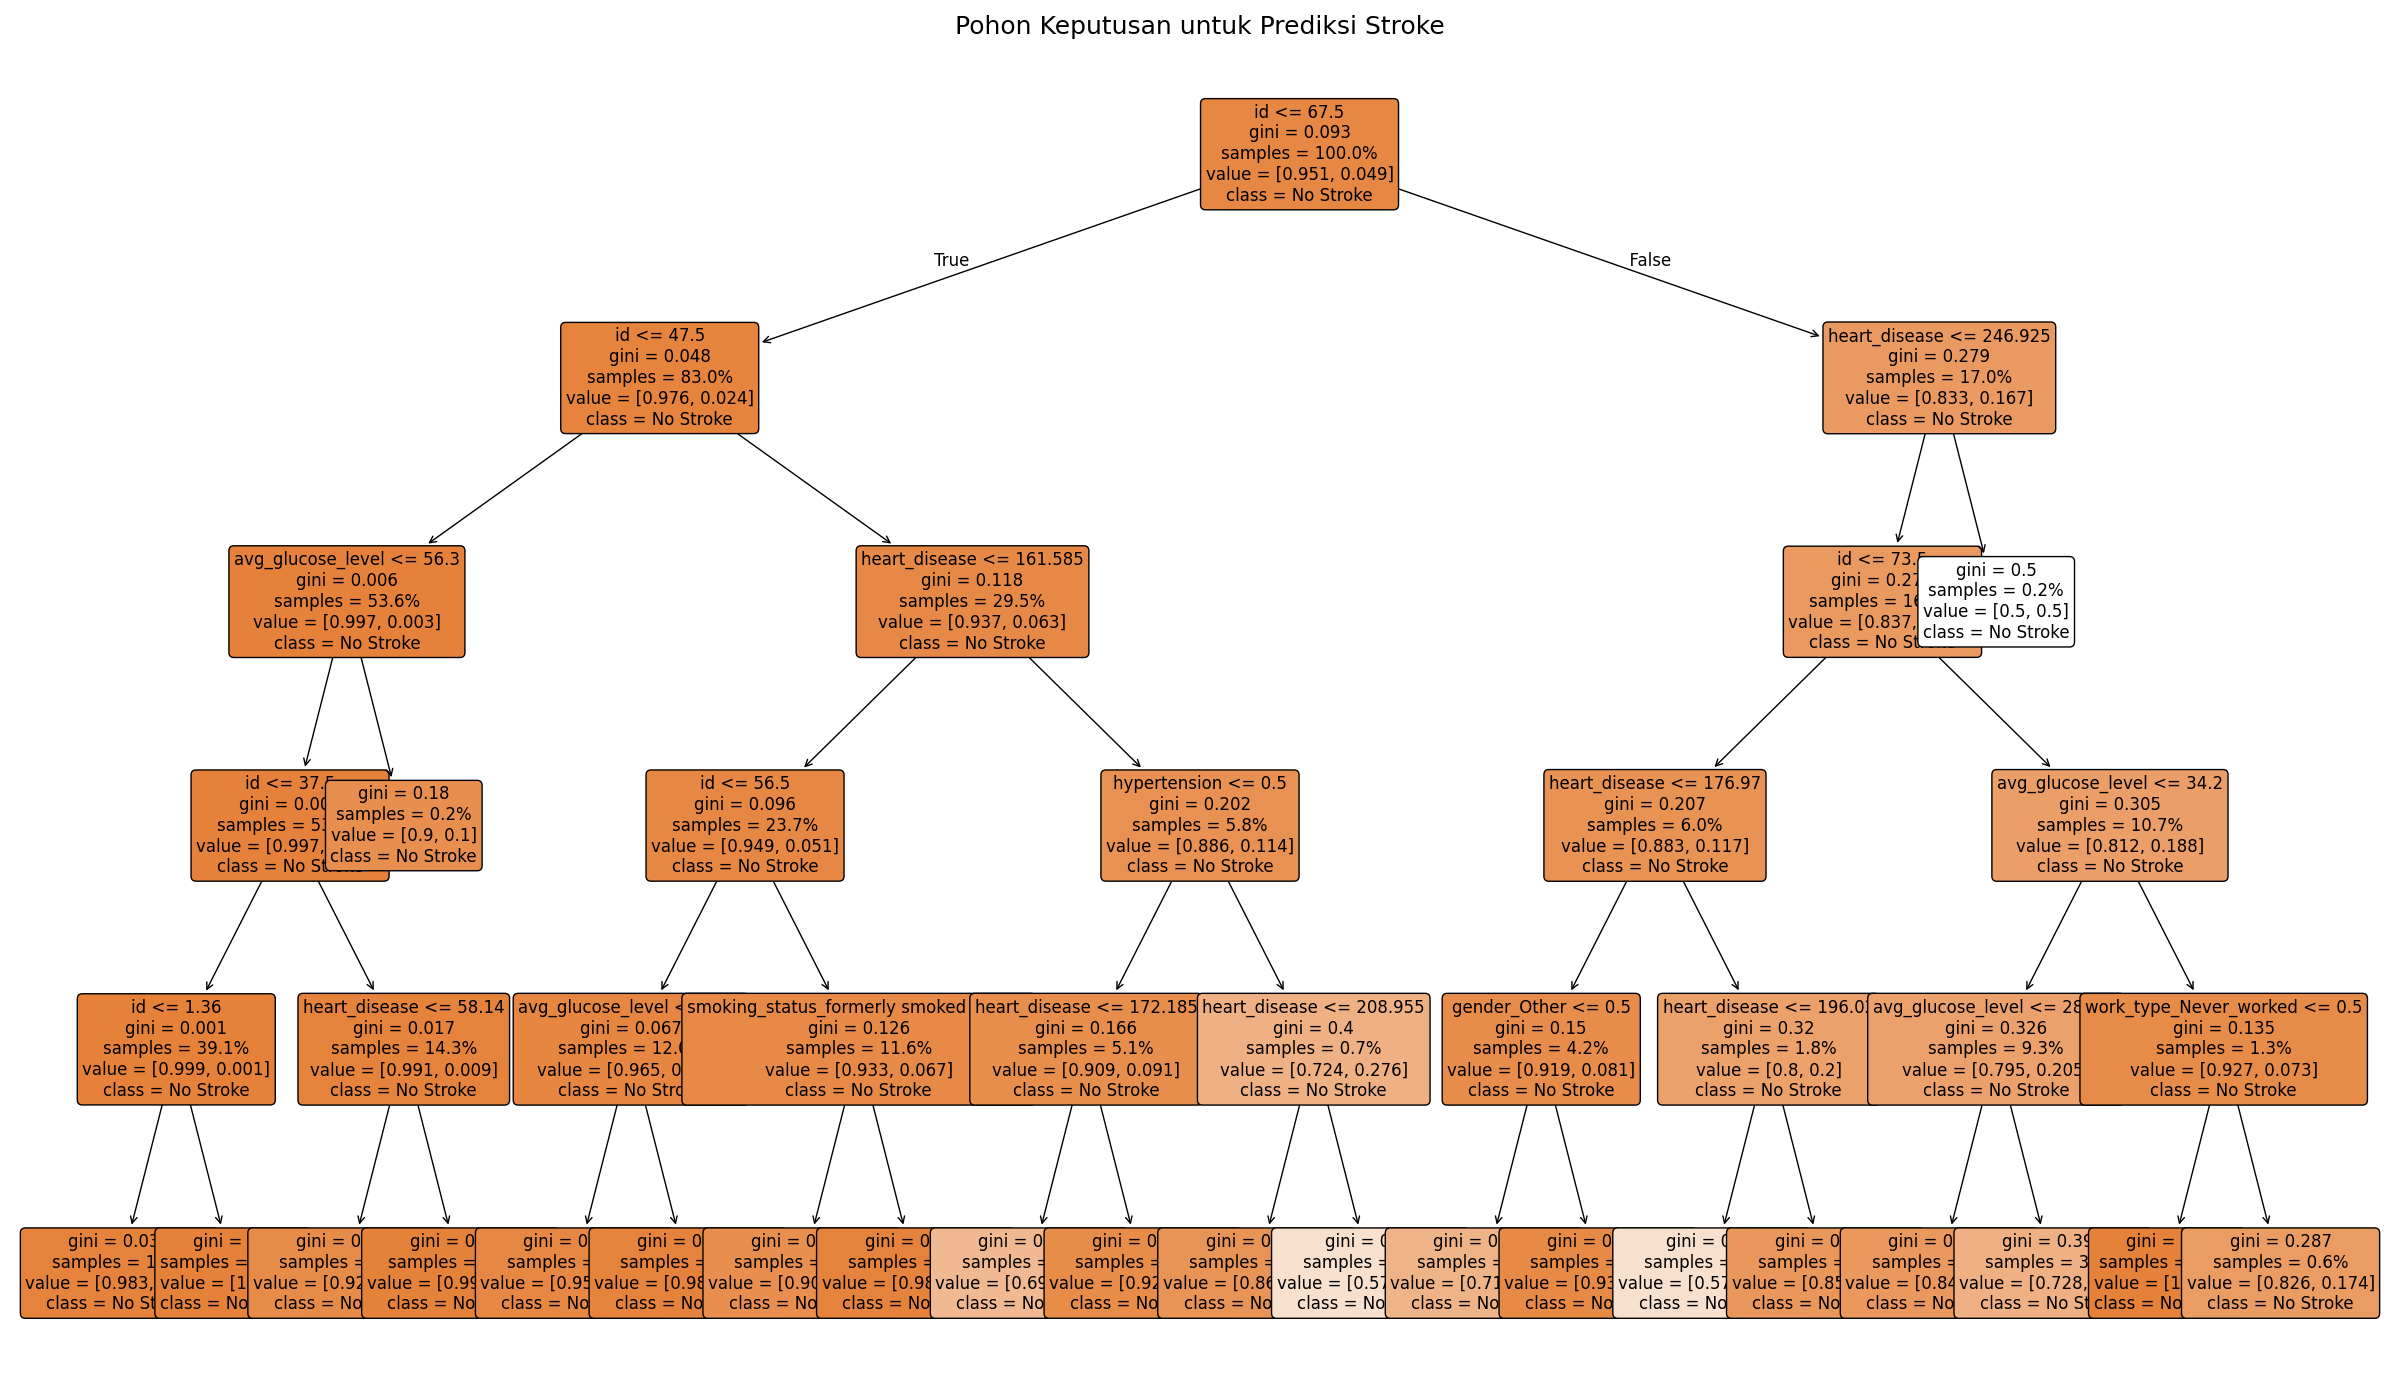 Pohon Keputusan untuk Prediksi Stroke
id <= 67.5
gini = 0.093
samples = 100.0%
value = [0.951, 0.049]
class = No Stroke
True
False
id <= 47.5
gini = 0.048
samples = 83.0%
value = [0.976, 0.024]
class = No Stroke
heart_disease <= 246.925
gini = 0.279
samples = 17.0%
value = [0.833, 0.167]
class = No Stroke
avg_glucose_level <= 56.3
gini = 0.006
samples = 53.6%
value = [0.997, 0.003]
class = No Stroke
heart_disease <= 161.585
gini = 0.118
samples = 29.5%
value = [0.937, 0.063]
class = No Stroke
id <= 73.5
gini = 0.27
samples =
value = [0.837,
class = No
gini = 0.5
samples = 0.2%
value = [0.5, 0.5]
class = No Stroke
id <= 37.5
gini = 0.00
samples =
value = [0.997,
class = No
gini = 0.18
samples = 0.2%
value = [0.9, 0.1]
class = No Stroke
id <= 56.5
gini = 0.096
samples = 23.7%
value = [0.949, 0.051]
class = No Stroke
hypertension <= 0.5
gini = 0.202
samples = 5.8%
value = [0.886, 0.114]
class = No Stroke
heart_disease <= 176.97
gini = 0.207
samples = 6.0%
value = [0.883, 0.117]
class = No Stroke
avg_glucose_level <= 34.2
gini = 0.305
samples = 10.7%
value = [0.812, 0.188]
class = No Stroke
id <= 1.36
gini = 0.001
samples = 39.1%
value = [0.999, 0.001]
class = No Stroke
heart_disease <= 58.14
gini = 0.017
samples = 14.3%
value = [0.991, 0.009]
class = No Stroke
avg_glucose_level
gini = 0.067
samples = 12.
value = [0.965,
class = No
smoking_status_formerly smoked
gini = 0.126
samples = 11.6%
value = [0.933, 0.067]
class = No Stroke
heart_disease <= 172.185
gini = 0.166
samples = 5.1%
value = [0.909, 0.091]
class = No Stroke
heart_disease <= 208.955
gini = 0.4
samples = 0.7%
value = [0.724, 0.276]
class = No Stroke
gender_Other <= 0.5
gini = 0.15
samples = 4.2%
value = [0.919, 0.081]
class = No Stroke
heart_disease <= 196.0
gini = 0.32
samples = 1.8%
value = [0.8, 0.2]
class = No Stroke
avg_glucose_level <= 28
gini = 0.326
samples = 9.3%
value = [0.795, 0.205
class = No Stroke
work_type_Never_worked <= 0.5
gini = 0.135
samples = 1.3%
value = [0.927, 0.073]
class = No Stroke
gini = 0.03
samples = 1
value = [0.983,
class = No
gini =
samples =
value = [1
class = No
gini = 0
samples =
value = [0.92
class = No
gini = 0
samples =
value = [0.99
class = No
gini = 0
samples =
value = [0.95
class = No
gini = 0
samples =
value = [0.98
class = No
gini = 0
samples =
value = [0.90
class = No
gini = 0
samples =
value = [0.98
class = No
gini = 0
samples =
value = [0.69
class = No
gini = 0
samples =
value = [0.92
class = No
gini = 0
samples =
value = [0.86
class = No
gini = 0
samples =
value = [0.57
class = No
gini = 0
samples =
value = [0.71
class = No
gini = 0
samples =
value = [0.93
class = No
gini = 0
samples =
value = [0.57
class = No
gini = 0
samples =
value = [0.85
class = No
gini = 0
samples =
value = [0.84
class = No
gini = 0.39
samples = 3
value = [0.728,
class = No
gini =
samples =
value = [1
class = No
gini = 0.287
samples = 0.6%
value = [0.826, 0.174]
class = No Stroke